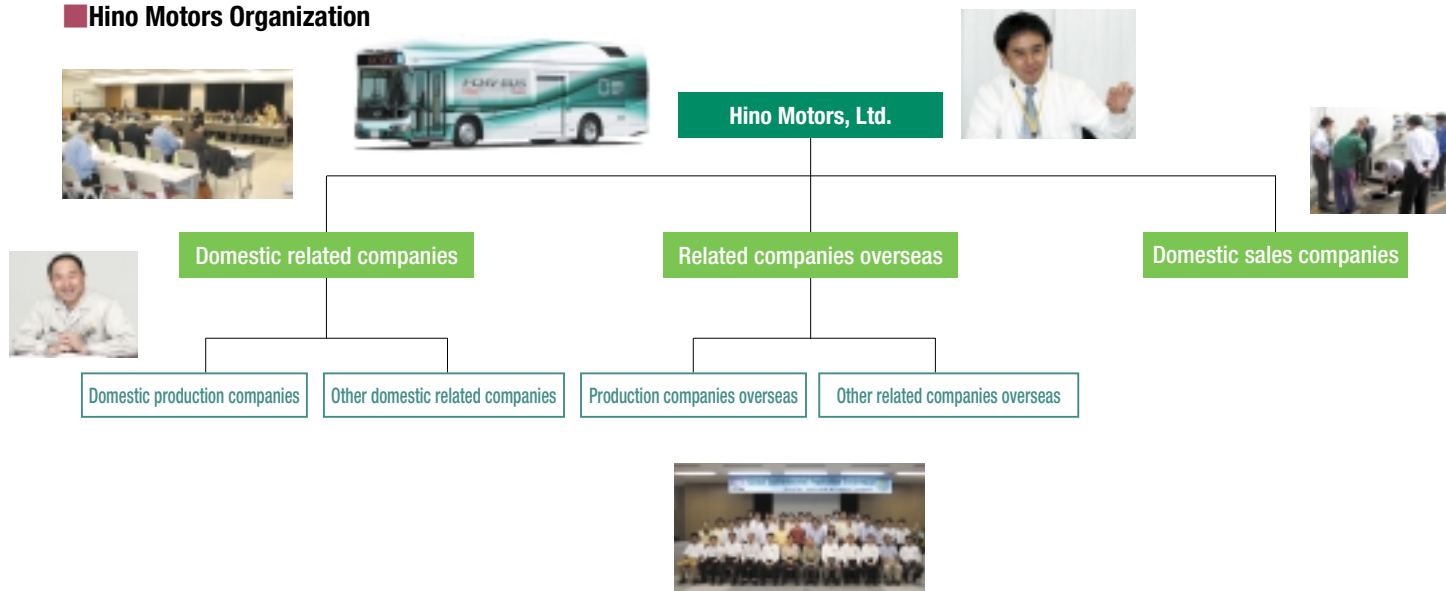 Hino Motors Organization
Hino Motors, Ltd.
Domestic related companies
Related companies overseas
Domestic sales companies
Domestic production companies
Other domestic related companies
Production companies overseas
Other related companies overseas